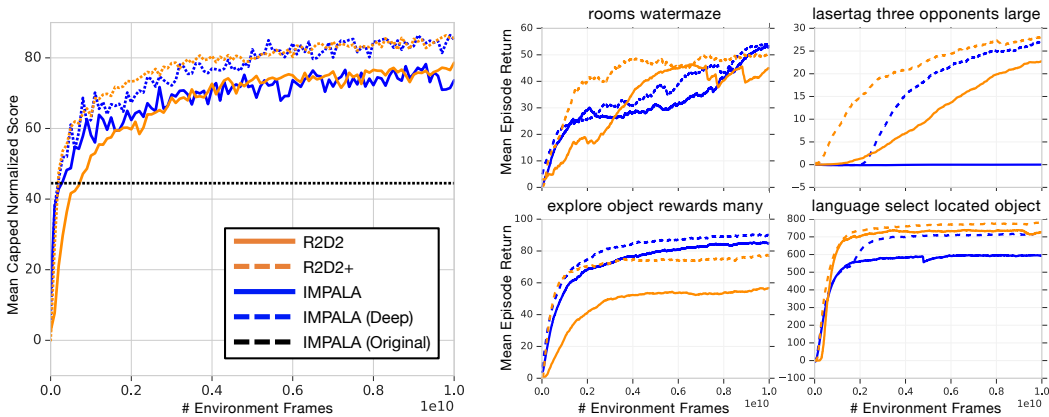 Mean Capped Normalized Score
80
60
40
20
0
R2D2
R2D2+
IMPALA
IMPALA (Deep)
IMPALA (Original)
0.0 0.2 0.4 0.6 0.8 1.0
1e10
# Environment Frames
rooms watermaze
Mean Episode Return
60
50
40
30
20
10
0
lasertag three opponents large
30
25
20
15
10
5
0
−5
explore object rewards many
Mean Episode Return
100
80
60
40
20
0
0.0 0.2 0.4 0.6 0.8 1.0
1e10
# Environment Frames
language select located object
800
700
600
500
400
300
200
100
0
−100
0.0 0.2 0.4 0.6 0.8 1.0
1e10
# Environment Frames